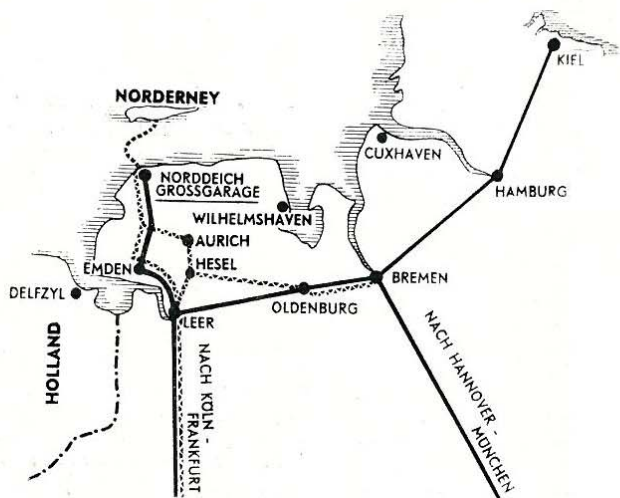 KIEL
NORDERNEY
CUXHAVEN
NORDDEICH
GROSSGARAGE
HAMBURG
WILHELMSHAVEN
AURICH
EMDEN
HESEL
BREMEN
DELFZYL
OLDENBURG
LEER
HOLLAND
NACH KÖLN -
FRANKFURT
NACH HANNOVER -
MÜNCHEN